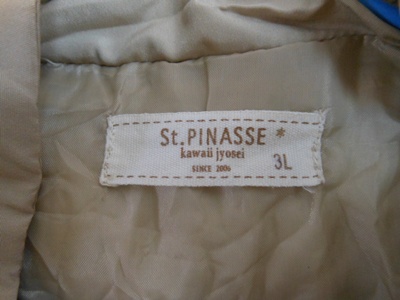 St.PINASSE *
kawaii jyosei
SINCE 2006
3L